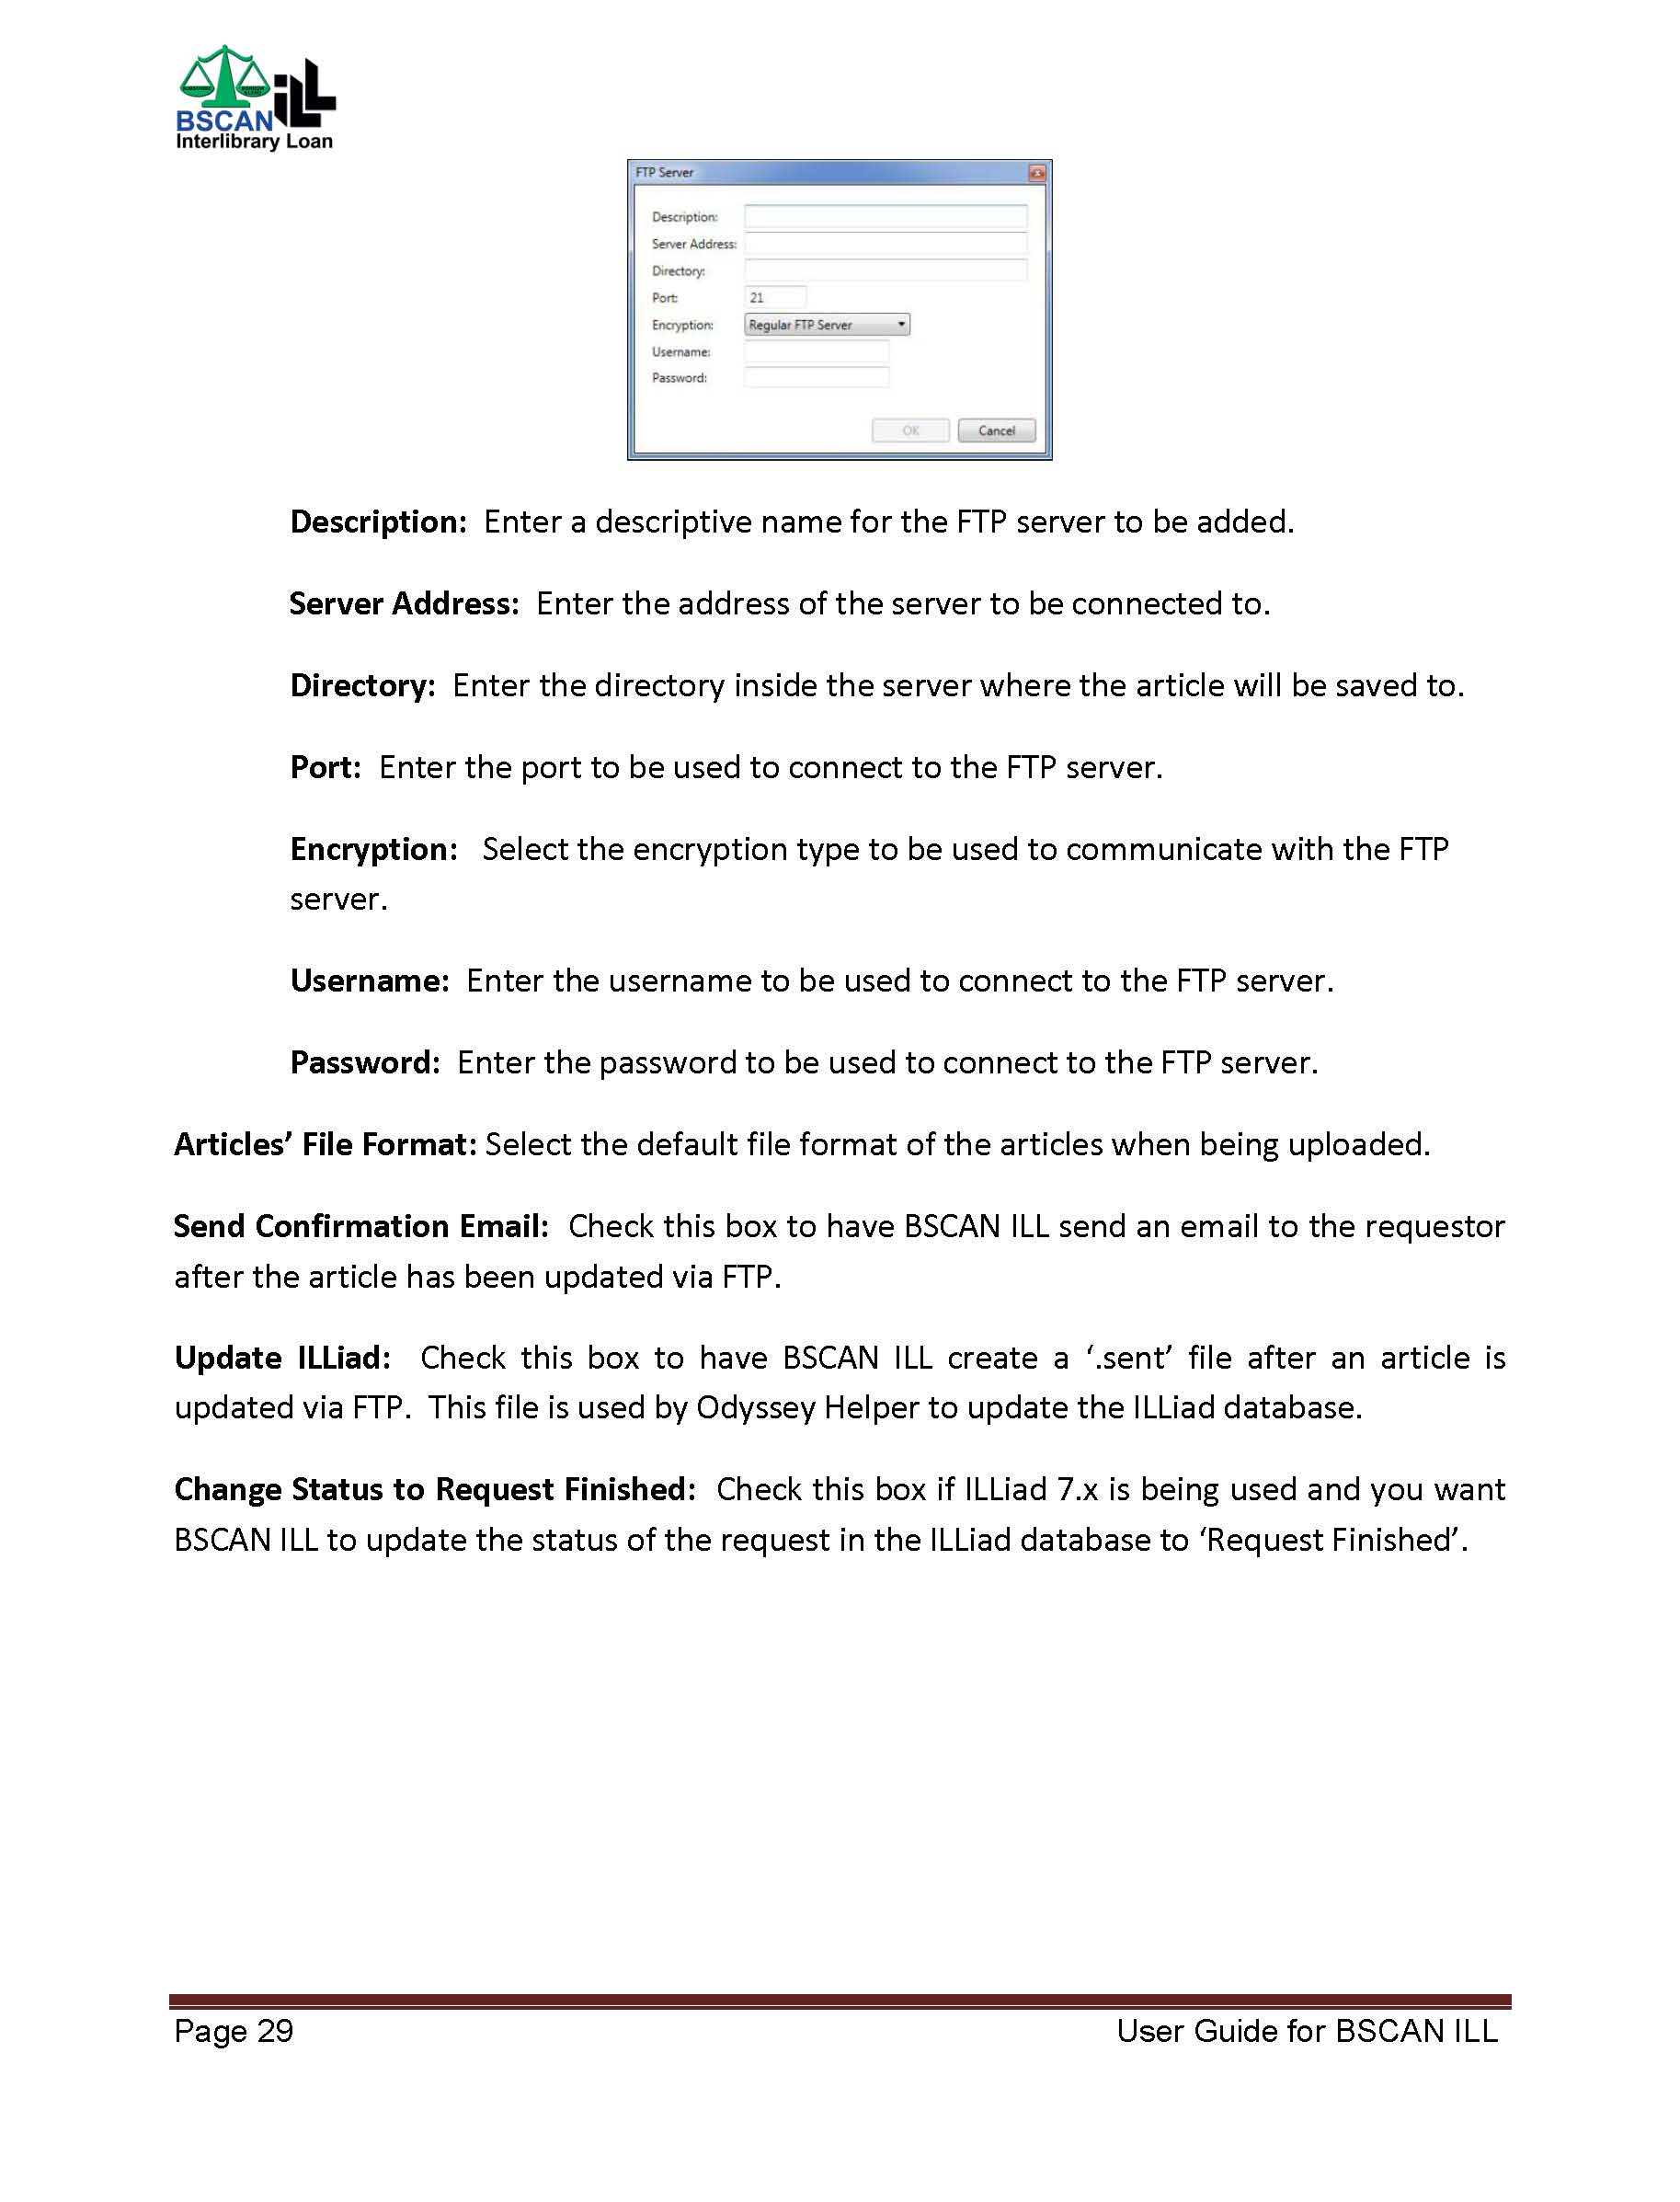 BSCAN ILL
Interlibrary Loan
FTP Server
Description:
Server Address:
Directory:
Port: 21
Encryption: Regular FTP Server
Username:
Password:
OK Cancel
Description: Enter a descriptive name for the FTP server to be added.
Server Address: Enter the address of the server to be connected to.
Directory: Enter the directory inside the server where the article will be saved to.
Port: Enter the port to be used to connect to the FTP server.
Encryption: Select the encryption type to be used to communicate with the FTP
server.
Username: Enter the username to be used to connect to the FTP server.
Password: Enter the password to be used to connect to the FTP server.
Articles’ File Format: Select the default file format of the articles when being uploaded.
Send Confirmation Email: Check this box to have BSCAN ILL send an email to the requestor
after the article has been updated via FTP.
Update ILLiad: Check this box to have BSCAN ILL create a ‘.sent’ file after an article is
updated via FTP. This file is used by Odyssey Helper to update the ILLiad database.
Change Status to Request Finished: Check this box if ILLiad 7.x is being used and you want
BSCAN ILL to update the status of the request in the ILLiad database to ‘Request Finished’.
Page 29 User Guide for BSCAN ILL